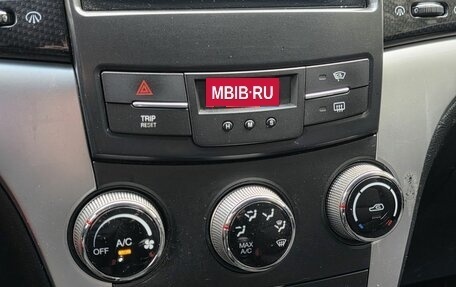 MBIB-RU
TRIP
RESET
H M S
OFF A/C
MAX
A/C